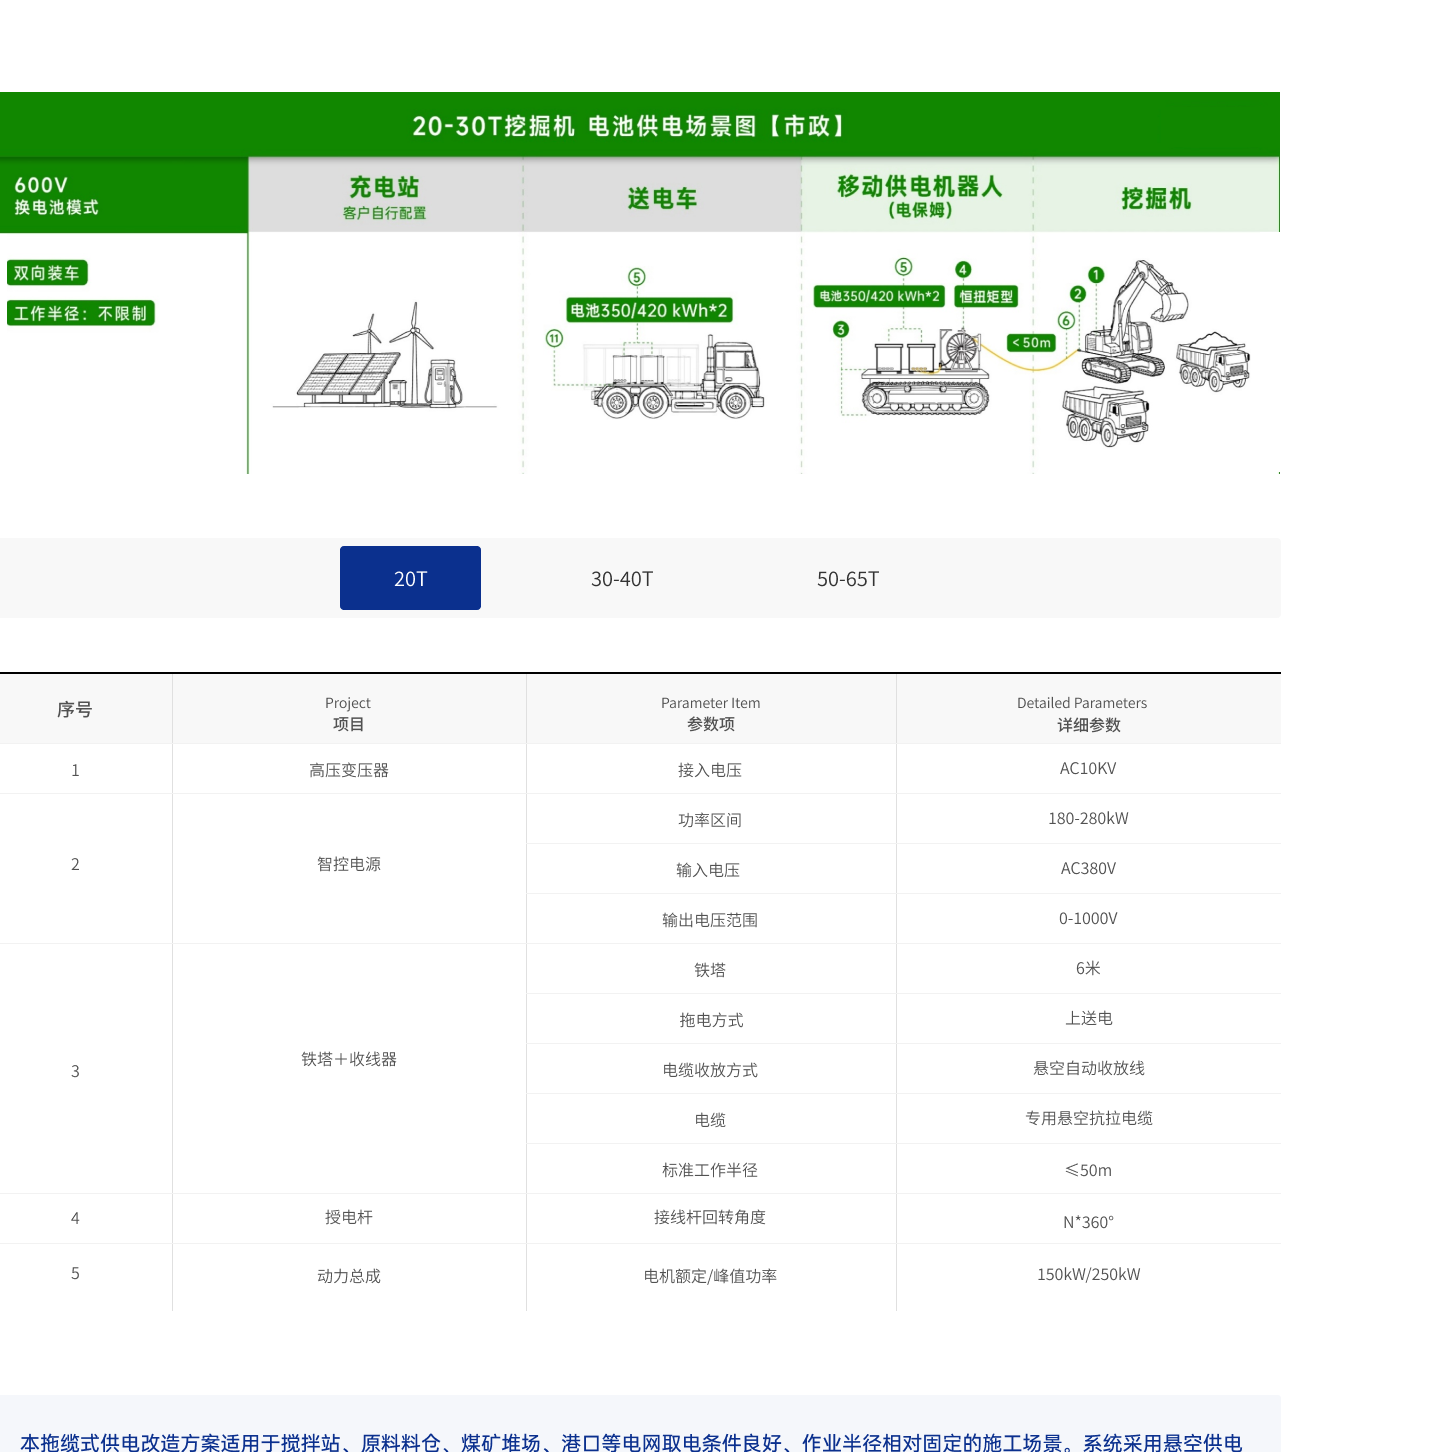 20-30T挖掘机 电池供电场景图【市政】
600V
换电池模式
充电站
客户自行配置
送电车
移动供电机器人
(电保姆)
挖掘机
双向装车
工作半径：不限制
⑤
电池350/420 kWh*2
⑪
⑤
❹
电池350/420 kWh*2
恒扭矩型
❸
❶
❷
⑥
< 50m
20T
30-40T
50-65T
序号
Project
项目
Parameter Item
参数项
Detailed Parameters
详细参数
1
高压变压器
接入电压
AC10KV
2
智控电源
功率区间
180-280kW
输入电压
AC380V
输出电压范围
0-1000V
3
铁塔＋收线器
铁塔
6米
拖电方式
上送电
电缆收放方式
悬空自动收放线
电缆
专用悬空抗拉电缆
标准工作半径
≤50m
4
授电杆
接线杆回转角度
N*360°
5
动力总成
电机额定/峰值功率
150kW/250kW
本拖缆式供电改造方案适用于搅拌站、原料料仓、煤矿堆场、港口等电网取电条件良好、作业半径相对固定的施工场景。系统采用悬空供电